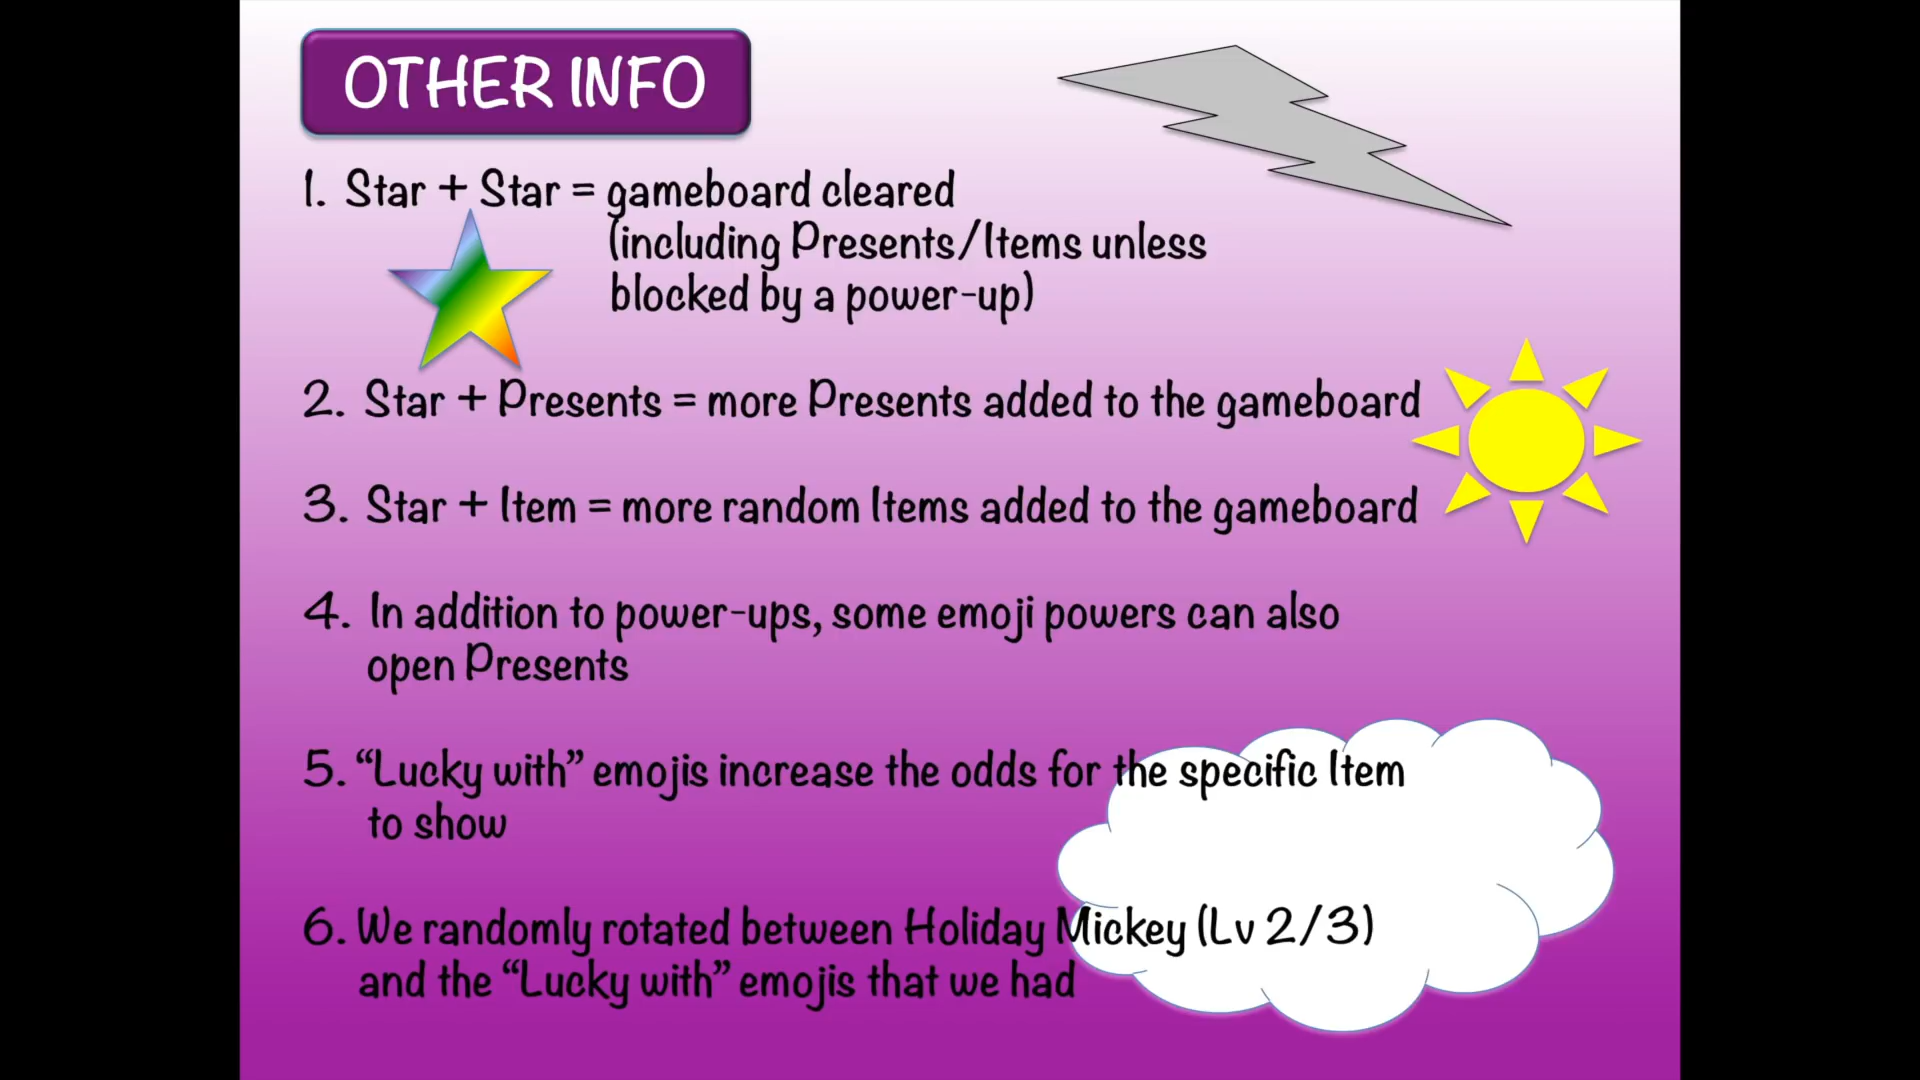 OTHER INFO
1. Star + Star = gameboard cleared
(including Presents/Items unless
blocked by a power-up)
2. Star + Presents = more Presents added to the gameboard
3. Star + Item = more random Items added to the gameboard
4. In addition to power-ups, some emoji powers can also
open Presents
5. “Lucky with” emojis increase the odds for the specific Item
to show
6. We randomly rotated between Holiday Mickey (Lv 2/3)
and the “Lucky with” emojis that we had